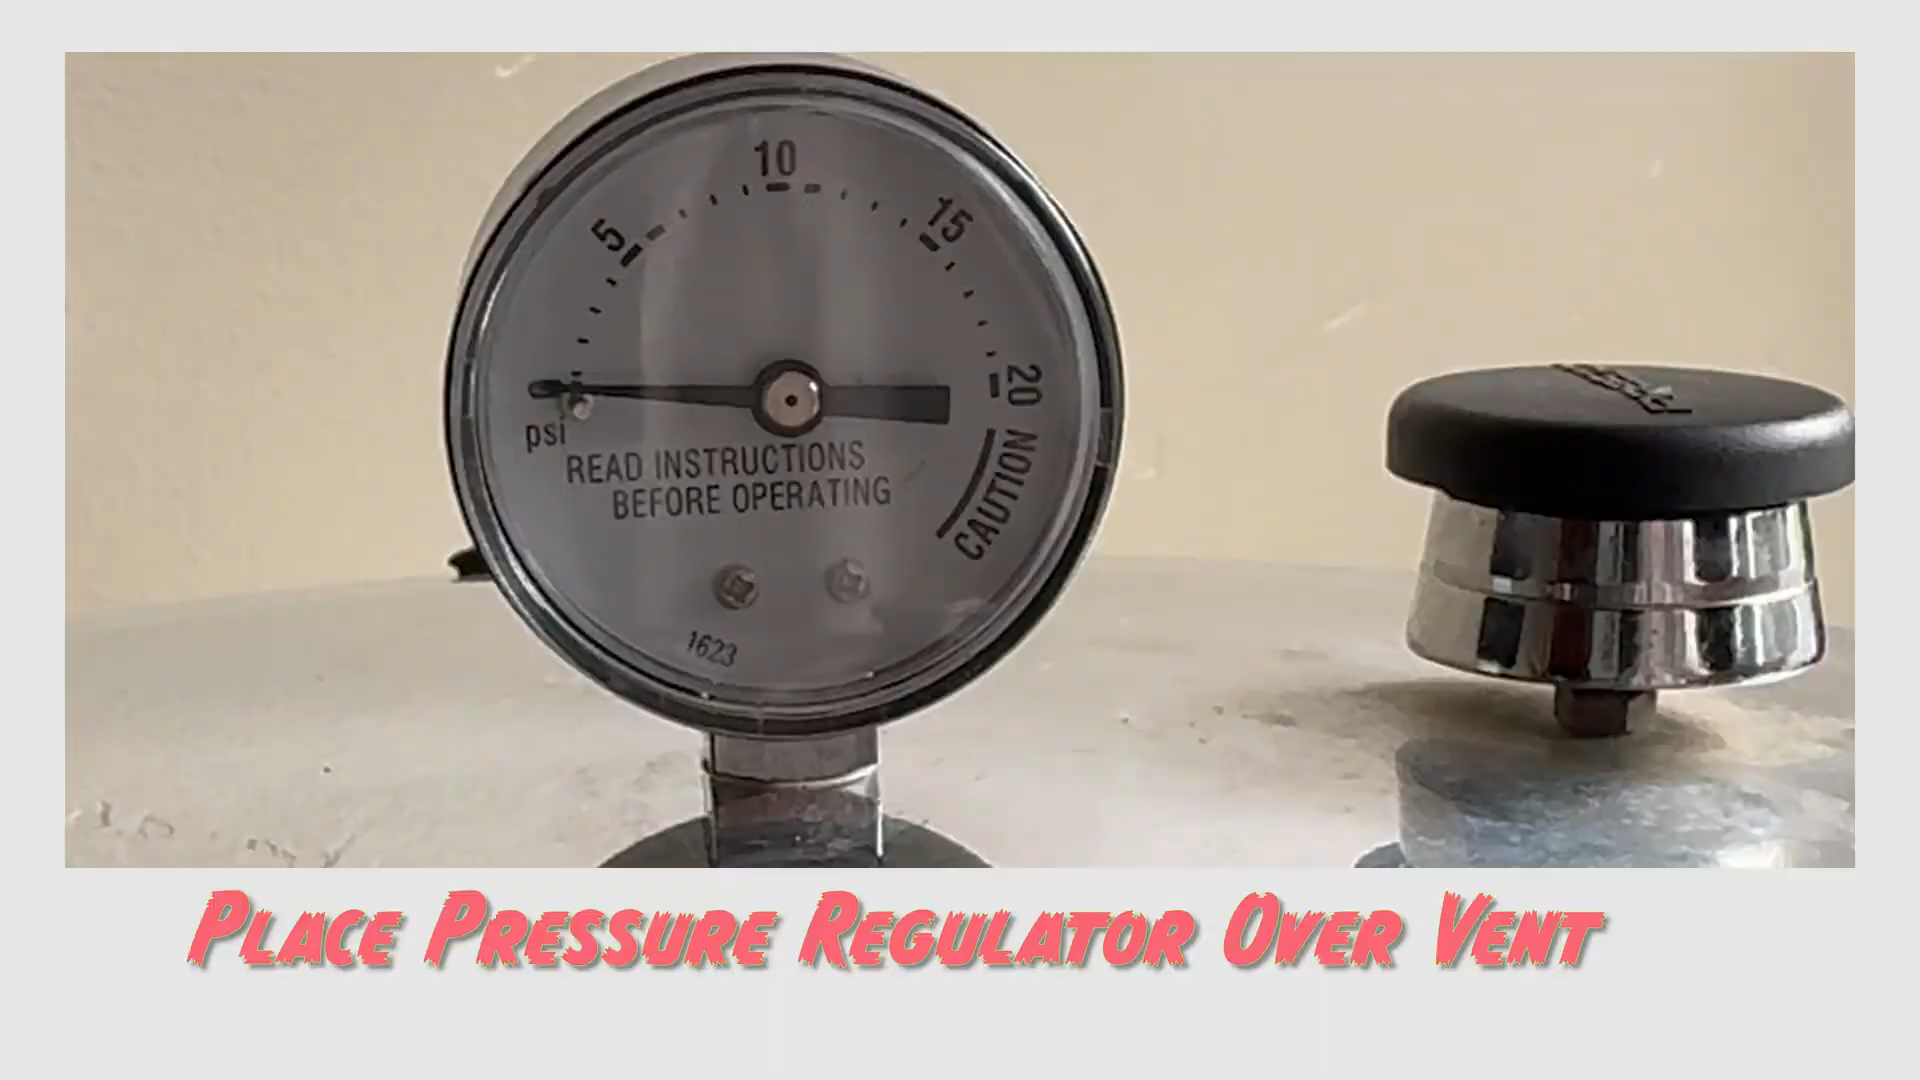 10
5
15
20
psi
READ INSTRUCTIONS
BEFORE OPERATING
CAUTION
1623
Place Pressure Regulator Over Vent